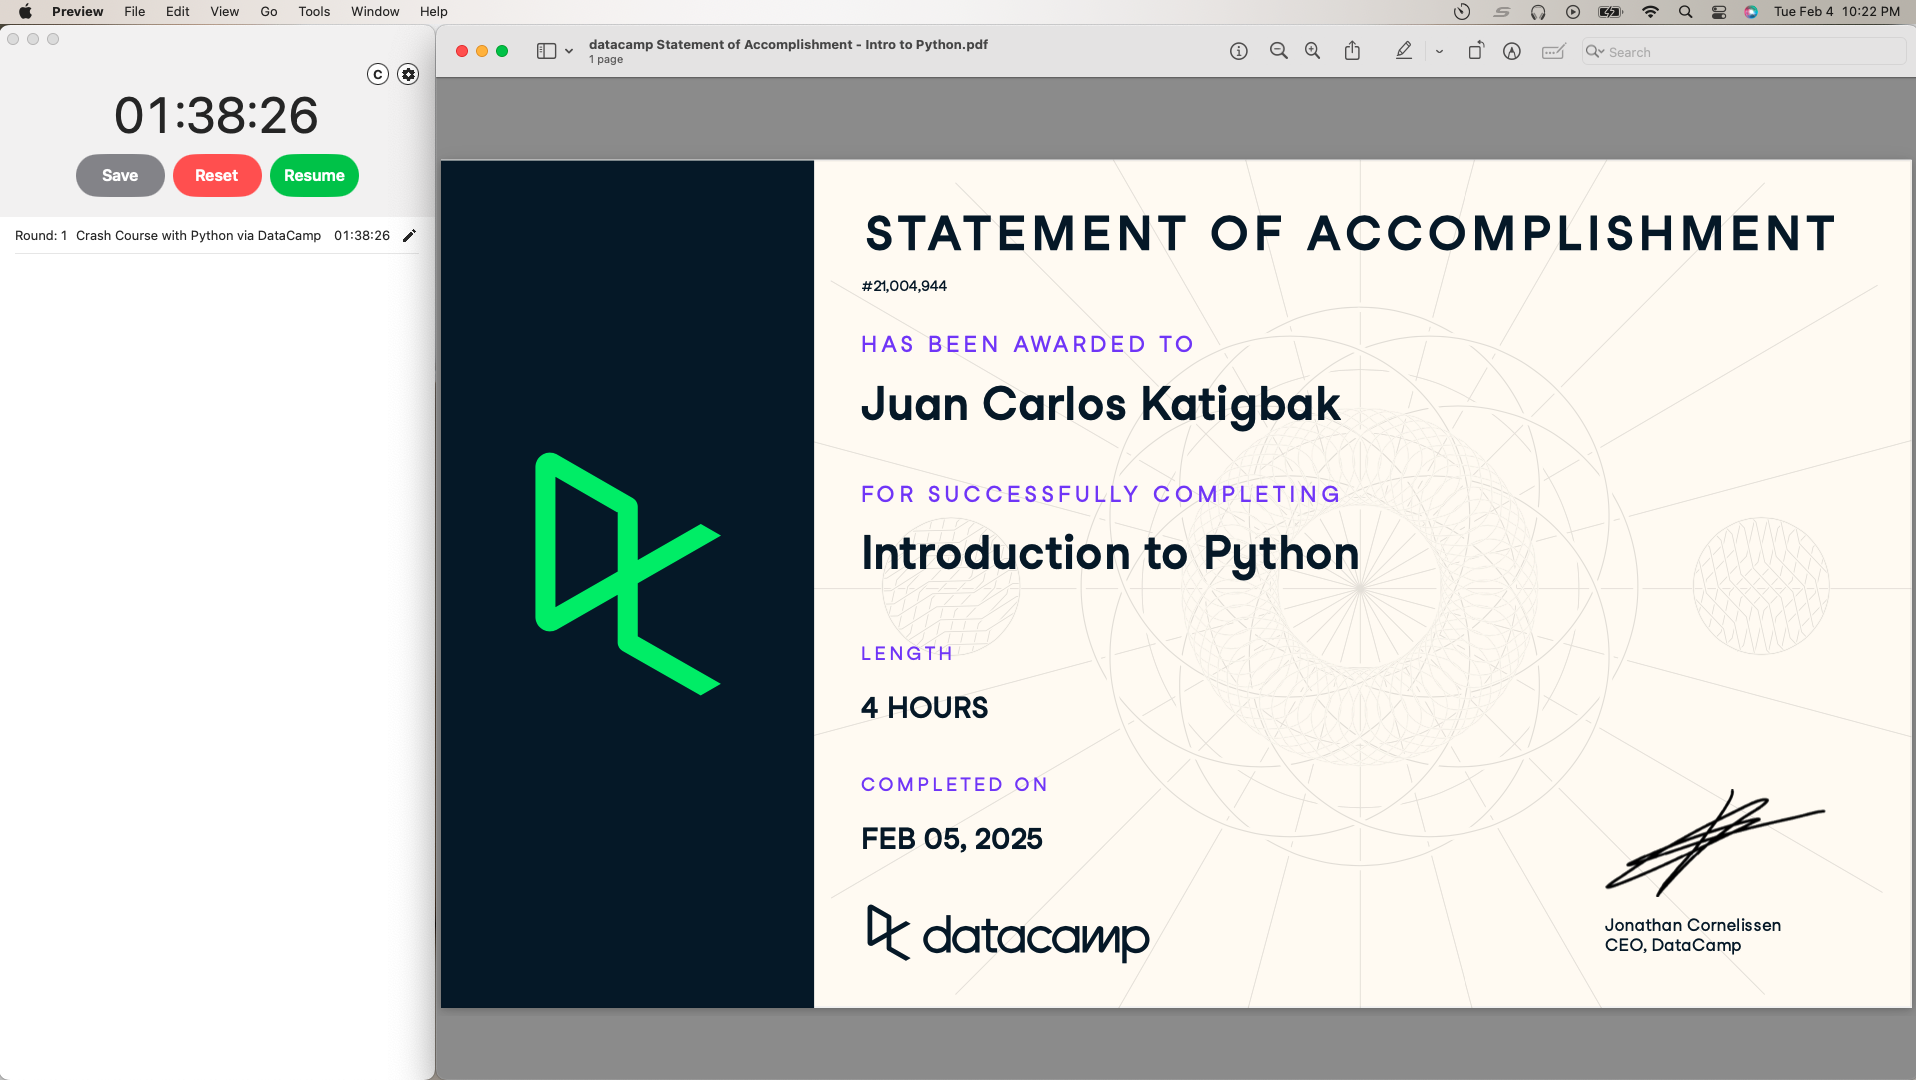 Preview File Edit View Go Tools Window Help
Tue Feb 4 10:22 PM
C
01:38:26
Save Reset Resume
Round: 1 Crash Course with Python via DataCamp 01:38:26
datacamp Statement of Accomplishment - Intro to Python.pdf
1 page
Search
STATEMENT OF ACCOMPLISHMENT
#21,004,944
HAS BEEN AWARDED TO
Juan Carlos Katigbak
FOR SUCCESSFULLY COMPLETING
Introduction to Python
LENGTH
4 HOURS
COMPLETED ON
FEB 05, 2025
datacamp
Jonathan Cornelissen
CEO, DataCamp